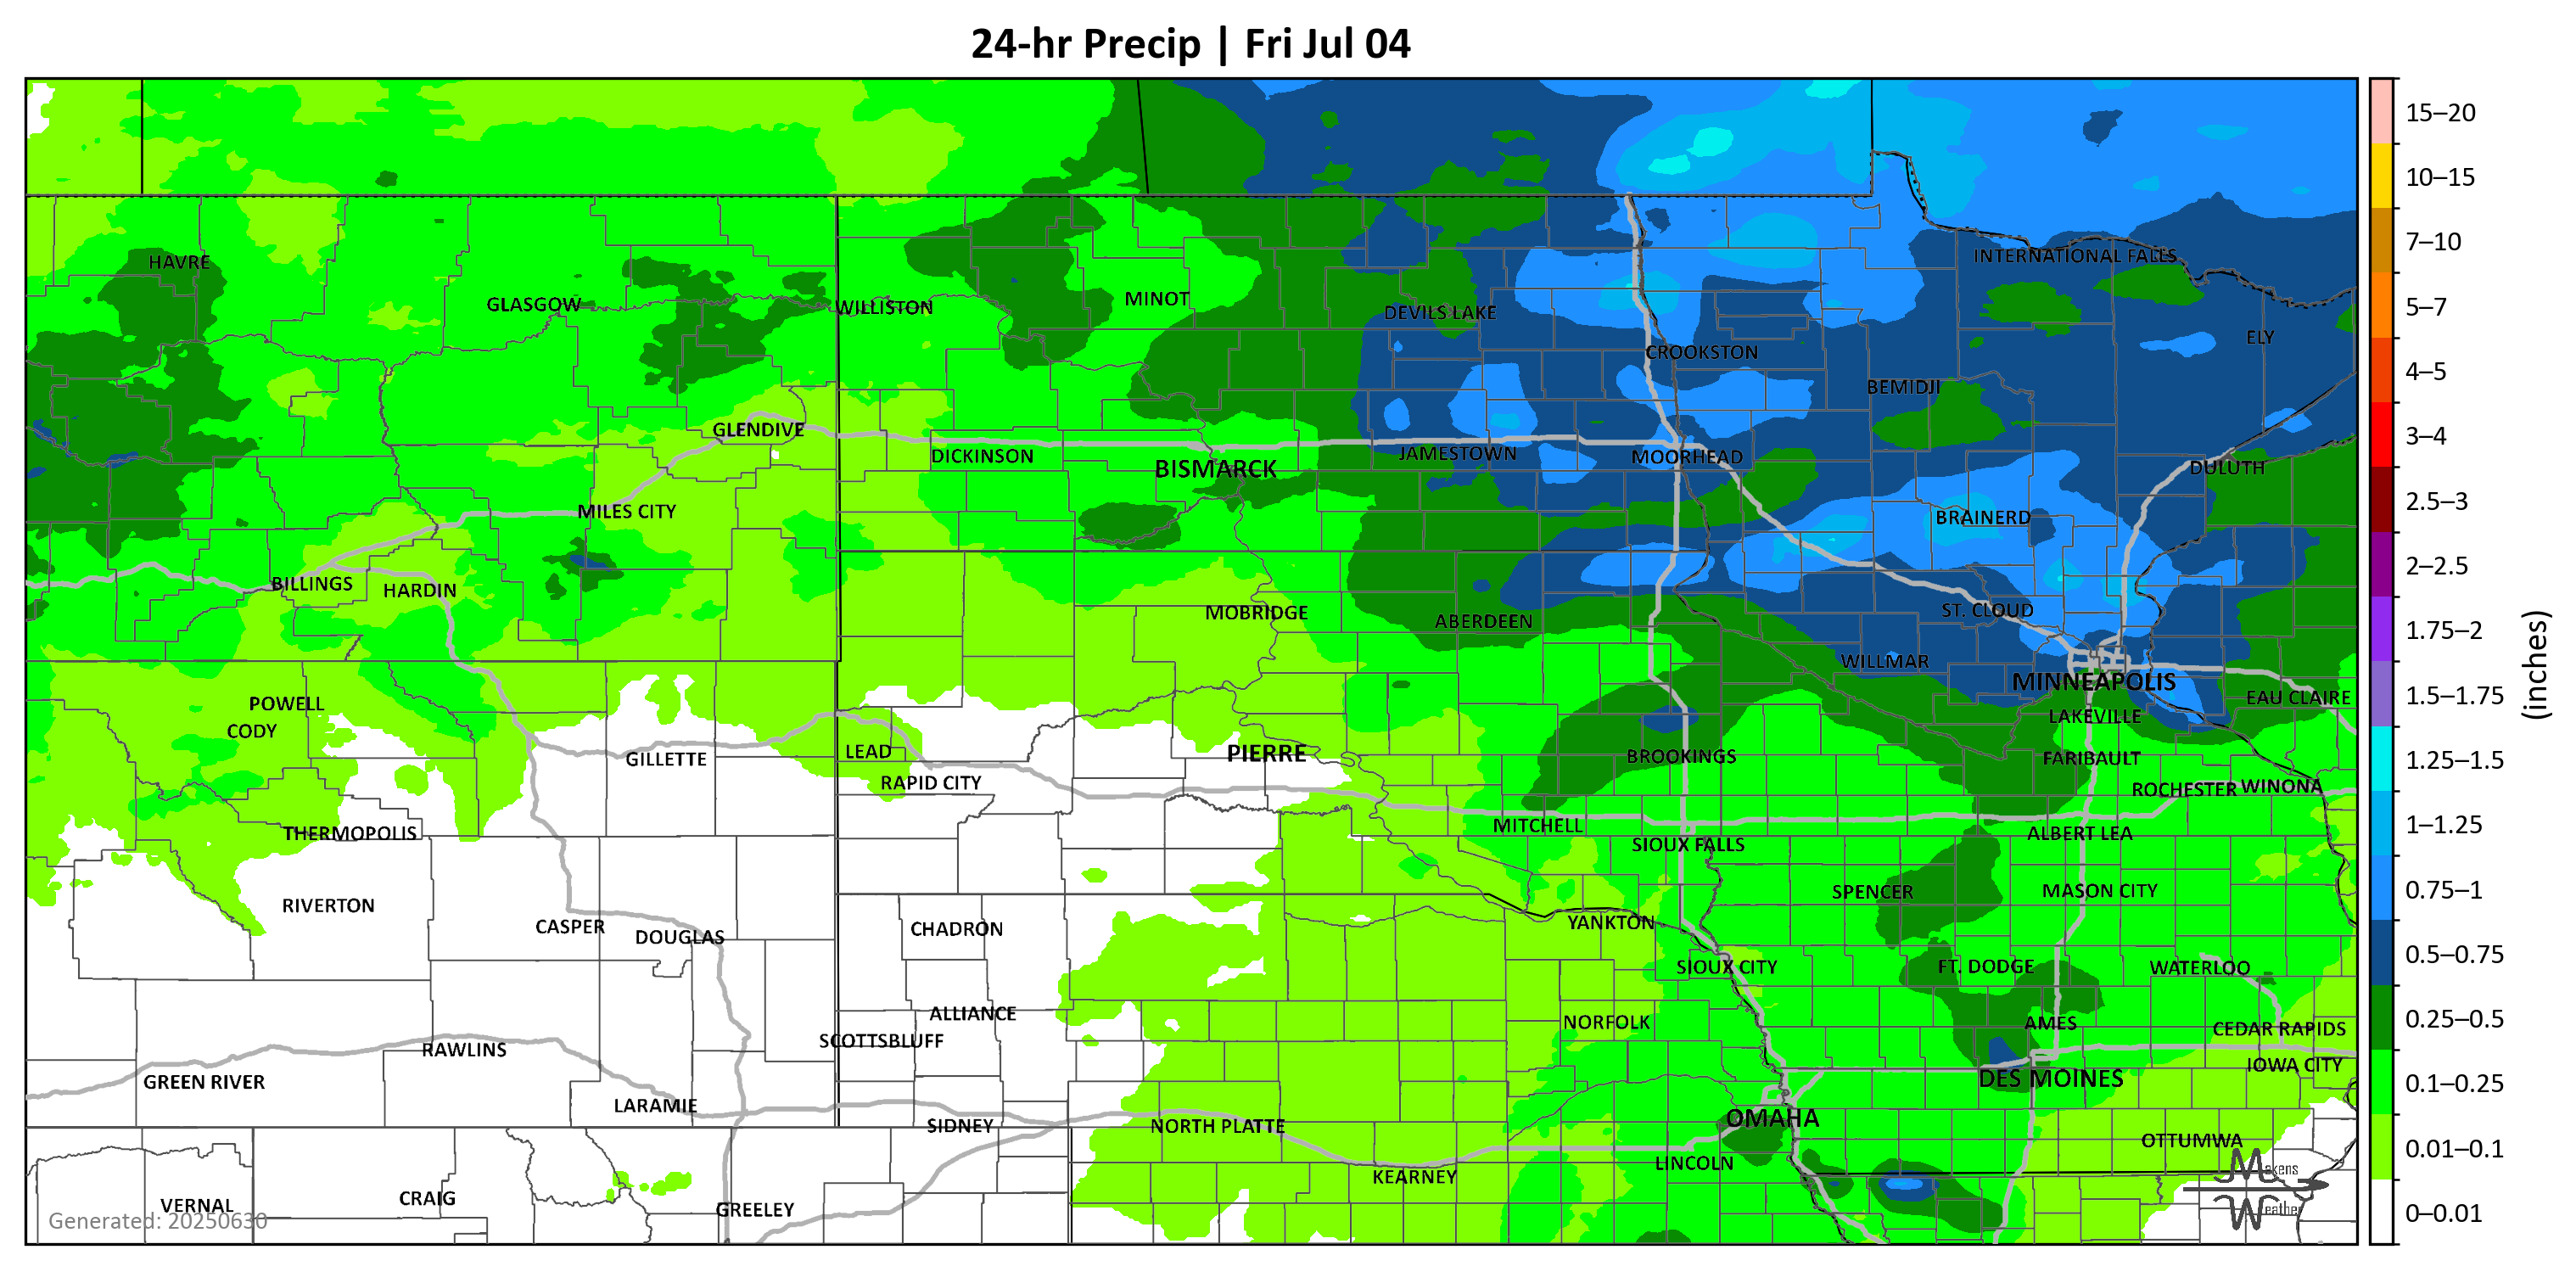 24-hr Precip | Fri Jul 04
15–20
10–15
7–10
5–7
4–5
3–4
2.5–3
2–2.5
1.75–2
1.5–1.75
1.25–1.5
1–1.25
0.75–1
0.5–0.75
0.25–0.5
0.1–0.25
0.01–0.1
0–0.01
(inches)
INTERNATIONAL FALLS
HAVRE
GLASGOW
WILLISTON
MINOT
DEVILS LAKE
ELY
CROOKSTON
BEMIDJI
GLENDIVE
DICKINSON
BISMARCK
JAMESTOWN
MOORHEAD
DULUTH
MILES CITY
BRAINERD
BILLINGS
HARDIN
MOBRIDGE
ABERDEEN
ST. CLOUD
WILLMAR
MINNEAPOLIS
EAU CLAIRE
POWELL
CODY
LAKEVILLE
GILLETTE
LEAD
PIERRE
BROOKINGS
FARIBAULT
RAPID CITY
ROCHESTER
WINONA
THERMOPOLIS
MITCHELL
ALBERT LEA
SIOUX FALLS
RIVERTON
SPENCER
MASON CITY
CASPER
DOUGLAS
CHADRON
YANKTON
SIOUX CITY
FT. DODGE
WATERLOO
ALLIANCE
NORFOLK
AMES
CEDAR RAPIDS
SCOTTSBLUFF
RAWLINS
IOWA CITY
GREEN RIVER
DES MOINES
LARAMIE
SIDNEY
NORTH PLATTE
OMAHA
OTTUMWA
LINCOLN
KEARNEY
VERNAL
CRAIG
GREELEY
Generated: 20250630
Makens
Weather